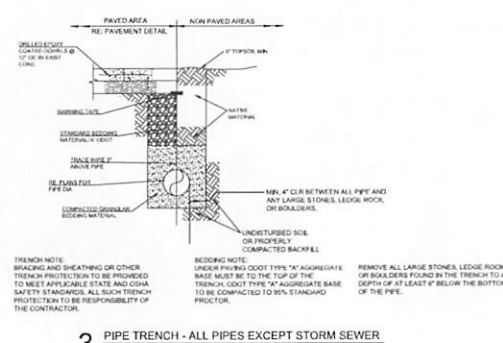 PAVED AREA
NON PAVED AREAS
RE: PAVEMENT DETAIL
DRILLED EPOXY
COATED DOWELS @
12" OC IN EXIST
CONC.
TOPSOIL MIN.
WARNING TAPE
NATIVE
MATERIAL
STANDARD BEDDING
MATERIAL 'A' ODOT
TRACE WIRE 3"
ABOVE PIPE
RE: PLANS FOR
PIPE DIA
COMPACTED GRANULAR
BEDDING MATERIAL
MIN. 4" CLR BETWEEN ALL PIPE AND
ANY LARGE STONES, LEDGE ROCK,
OR BOULDERS.
UNDISTURBED SOIL
OR PROPERLY
COMPACTED BACKFILL
TRENCH NOTE:
BRACING AND SHEATHING OR OTHER
TRENCH PROTECTION TO BE PROVIDED
TO MEET APPLICABLE STATE AND OSHA
SAFETY STANDARDS, ALL SUCH TRENCH
PROTECTION TO BE RESPONSIBILITY OF
THE CONTRACTOR.
BEDDING NOTE:
UNDER PAVING ODOT TYPE "A" AGGREGATE
BASE MUST BE TO THE TOP OF THE
TRENCH, ODOT TYPE "A" AGGREGATE BASE
TO BE COMPACTED TO 95% STANDARD
PROCTOR.
REMOVE ALL LARGE STONES, LEDGE ROCK
OR BOULDERS FOUND IN THE TRENCH TO A
DEPTH OF AT LEAST 6" BELOW THE BOTTOM
OF THE PIPE.
PIPE TRENCH - ALL PIPES EXCEPT STORM SEWER